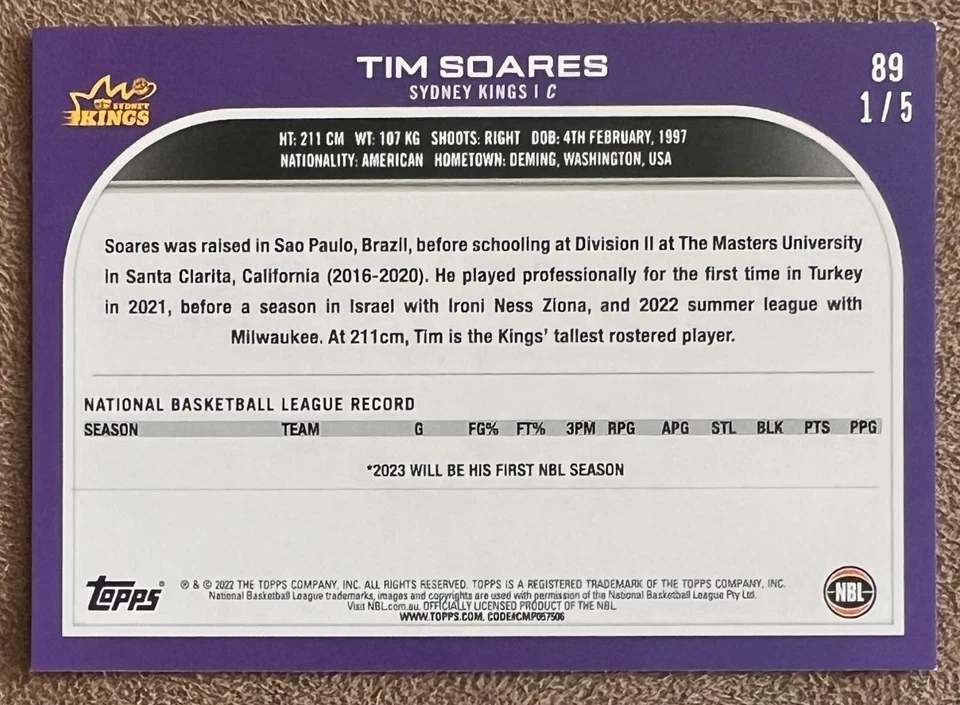 TIM SOARES
SYDNEY KINGS | C
89
1/5
SYDNEY
KINGS
HT: 211 CM WT: 107 KG SHOOTS: RIGHT DOB: 4TH FEBRUARY, 1997
NATIONALITY: AMERICAN HOMETOWN: DEMING, WASHINGTON, USA
Soares was raised in Sao Paulo, Brazil, before schooling at Division II at The Masters University
in Santa Clarita, California (2016-2020). He played professionally for the first time in Turkey
in 2021, before a season in Israel with Ironi Ness Ziona, and 2022 summer league with
Milwaukee. At 211cm, Tim is the Kings' tallest rostered player.
NATIONAL BASKETBALL LEAGUE RECORD
SEASON TEAM G FG% FT% 3PM RPG APG STL BLK PTS PPG
*2023 WILL BE HIS FIRST NBL SEASON
Topps®
® & © 2022 THE TOPPS COMPANY, INC. ALL RIGHTS RESERVED. TOPPS IS A REGISTERED TRADEMARK OF THE TOPPS COMPANY, INC.
National Basketball League trademarks, images and copyrights are used with permission of the National Basketball League Pty Ltd.
Visit NBL.com.au. OFFICIALLY LICENSED PRODUCT OF THE NBL
WWW.TOPPS.COM. CODE#CMP057506
NBL